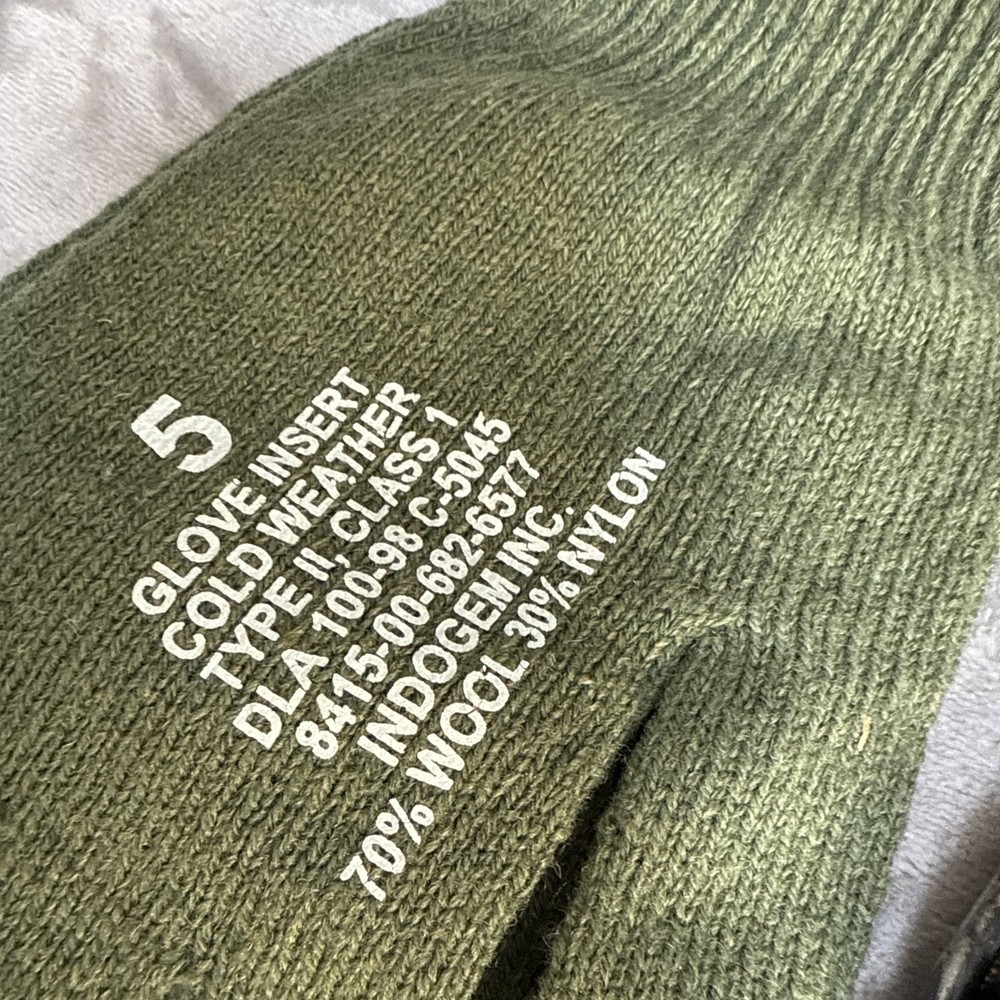 5
GLOVE INSERT
COLD WEATHER
TYPE II, CLASS 1
DLA 100-98 C-5045
8415-00-682-6577
INDOGEM INC.
70% WOOL 30% NYLON